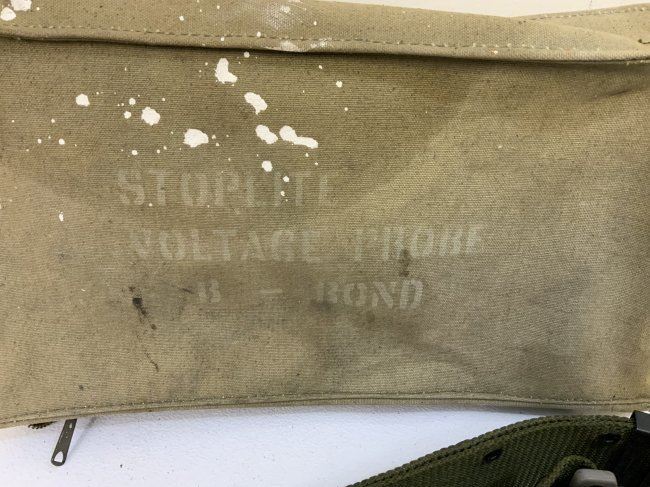 STOPLITE
VOLTAGE PROBE
B - BOND